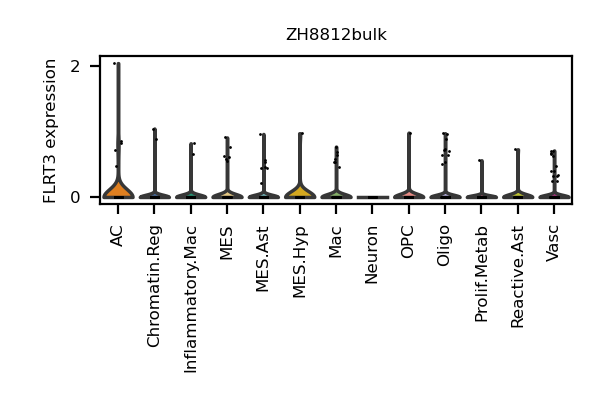 ZH8812bulk
FLRT3 expression
2
0
AC
Chromatin.Reg
Inflammatory.Mac
MES
MES.Ast
MES.Hyp
Mac
Neuron
OPC
Oligo
Prolif.Metab
Reactive.Ast
Vasc